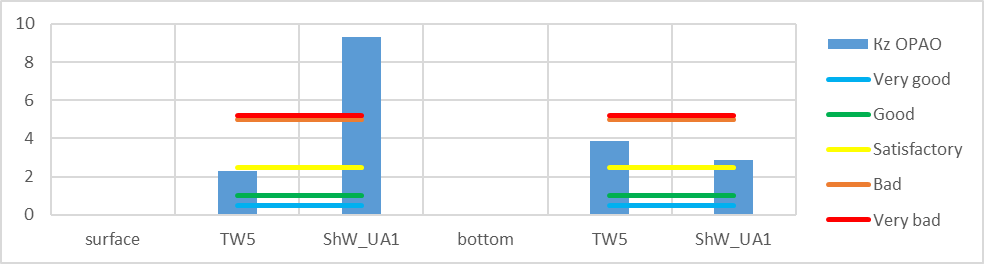 10
8
6
4
2
0
surface TW5 ShW_UA1 bottom TW5 ShW_UA1
Kz OPAO
Very good
Good
Satisfactory
Bad
Very bad